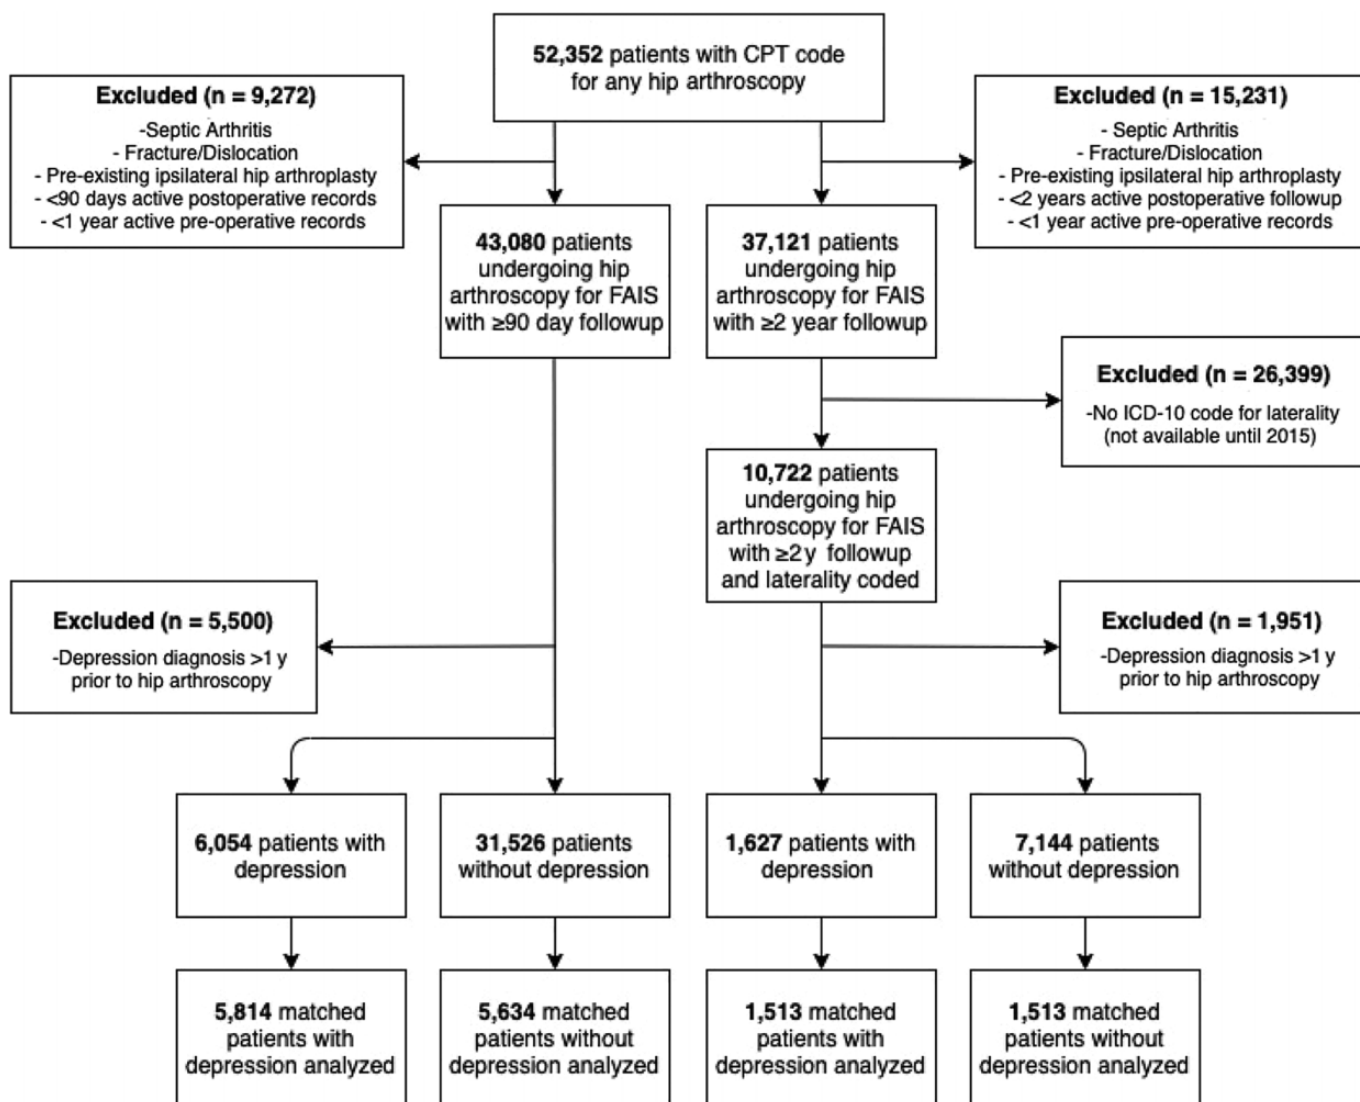 52,352 patients with CPT code
for any hip arthroscopy
Excluded (n = 9,272)
-Septic Arthritis
- Fracture/Dislocation
- Pre-existing ipsilateral hip arthroplasty
- <90 days active postoperative records
- <1 year active pre-operative records
Excluded (n = 15,231)
- Septic Arthritis
- Fracture/Dislocation
- Pre-existing ipsilateral hip arthroplasty
- <2 years active postoperative followup
- <1 year active pre-operative records
43,080 patients
undergoing hip
arthroscopy for FAIS
with ≥90 day followup
37,121 patients
undergoing hip
arthroscopy for FAIS
with ≥2 year followup
Excluded (n = 26,399)
-No ICD-10 code for laterality
(not available until 2015)
10,722 patients
undergoing hip
arthroscopy for FAIS
with ≥2y followup
and laterality coded
Excluded (n = 5,500)
-Depression diagnosis >1 y
prior to hip arthroscopy
Excluded (n = 1,951)
-Depression diagnosis >1 y
prior to hip arthroscopy
6,054 patients with
depression
31,526 patients
without depression
1,627 patients with
depression
7,144 patients
without depression
5,814 matched
patients with
depression analyzed
5,634 matched
patients without
depression analyzed
1,513 matched
patients with
depression analyzed
1,513 matched
patients without
depression analyzed